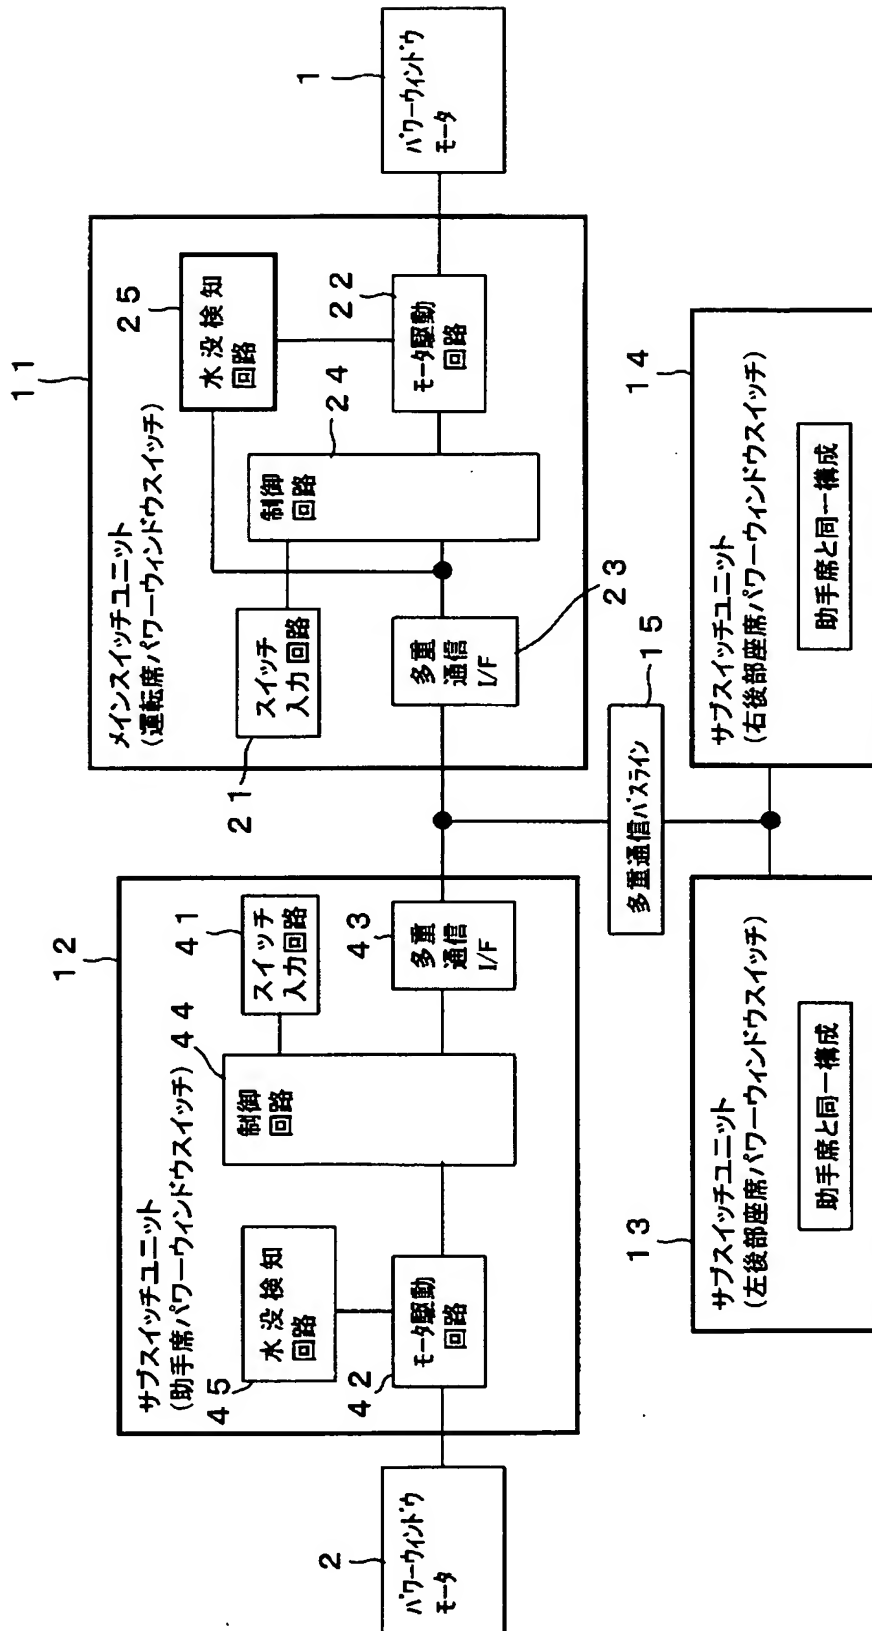 2
パワーウィンドウ
モータ
12
サブスイッチユニット
(助手席パワーウィンドウスイッチ)
45
水没検知
回路
42
モータ駆動
回路
44
制御
回路
41
スイッチ
入力回路
43
多重
通信
I/F
11
メインスイッチユニット
(運転席パワーウィンドウスイッチ)
21
スイッチ
入力回路
23
多重
通信
I/F
24
制御
回路
25
水没検知
回路
22
モータ駆動
回路
1
パワーウィンドウ
モータ
15
多重通信バスライン
13
サブスイッチユニット
(左後部座席パワーウィンドウスイッチ)
助手席と同一構成
14
サブスイッチユニット
(右後部座席パワーウィンドウスイッチ)
助手席と同一構成